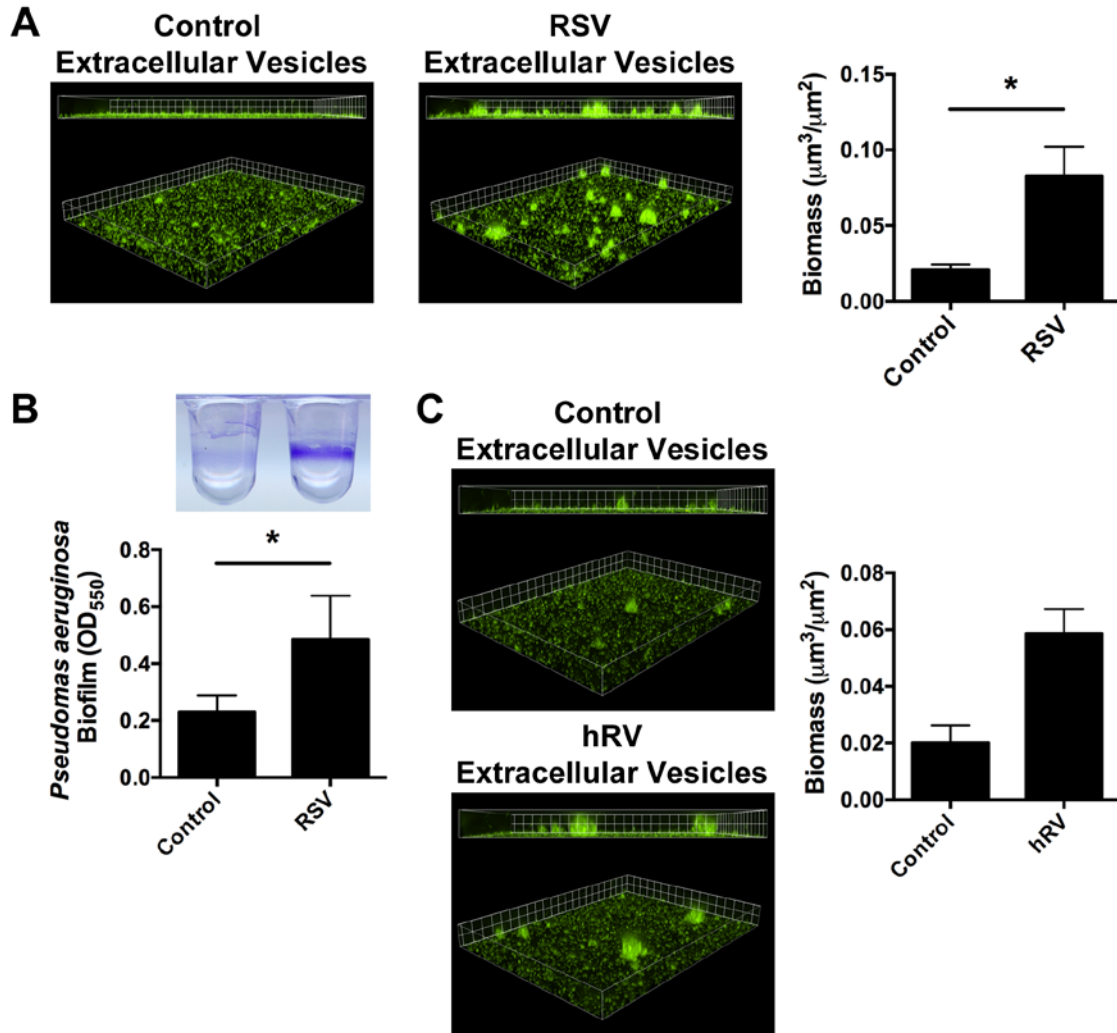 A
Control
Extracellular Vesicles
RSV
Extracellular Vesicles
Biomass (μm³/μm²)
0.15
0.10
0.05
0.00
*
Control
RSV
B
Pseudomas aeruginosa
Biofilm (OD₅₅₀)
0.8
0.6
0.4
0.2
0.0
*
Control
RSV
C
Control
Extracellular Vesicles
hRV
Extracellular Vesicles
Biomass (μm³/μm²)
0.08
0.06
0.04
0.02
0.00
Control
hRV